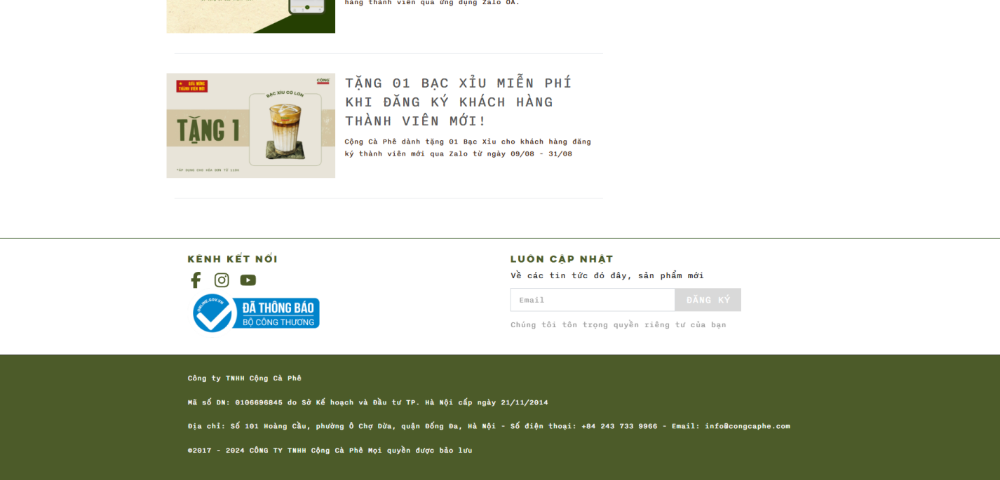 hàng thành viên qua ứng dụng Zalo OA.
CỘNG
QUÀ MỪNG
THÀNH VIÊN MỚI
BẠC XỈU CỠ LỚN
TẶNG 1
*ÁP DỤNG CHO HÓA ĐƠN TỪ 119K
TẶNG 01 BẠC XỈU MIỄN PHÍ
KHI ĐĂNG KÝ KHÁCH HÀNG
THÀNH VIÊN MỚI!
Cộng Cà Phê dành tặng 01 Bạc Xỉu cho khách hàng đăng
ký thành viên mới qua Zalo từ ngày 09/08 - 31/08
KÊNH KẾT NỐI
ONLINE.GOV.VN
ĐÃ THÔNG BÁO
BỘ CÔNG THƯƠNG
LUÔN CẬP NHẬT
Về các tin tức đó đây, sản phẩm mới
Email
ĐĂNG KÝ
Chúng tôi tôn trọng quyền riêng tư của bạn
Công ty TNHH Cộng Cà Phê
Mã số DN: 0106696845 do Sở Kế hoạch và Đầu tư TP. Hà Nội cấp ngày 21/11/2014
Địa chỉ: Số 101 Hoàng Cầu, phường Ô Chợ Dừa, quận Đống Đa, Hà Nội - Số điện thoại: +84 243 733 9966 - Email: info@congcaphe.com
©2017 - 2024 CÔNG TY TNHH Cộng Cà Phê Mọi quyền được bảo lưu